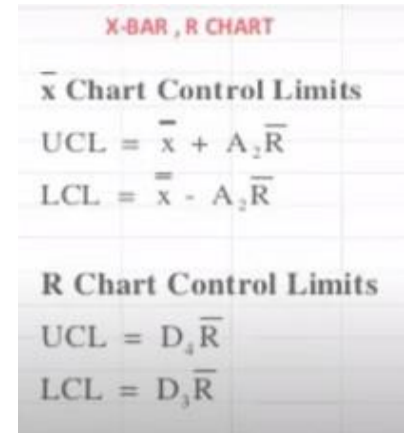 X-BAR , R CHART
x̄ Chart Control Limits
UCL = x̿ + A₂R̄
LCL = x̿ - A₂R̄
R Chart Control Limits
UCL = D₄R̄
LCL = D₃R̄